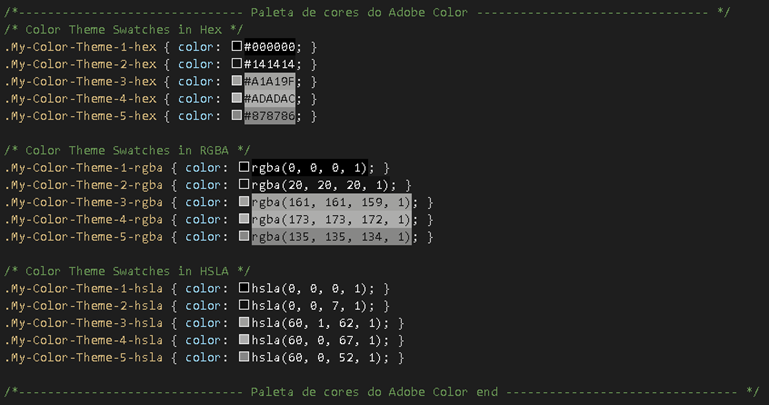 /*------------------------------ Paleta de cores do Adobe Color ------------------------------- */
/* Color Theme Swatches in Hex */
.My-Color-Theme-1-hex { color: #000000; }
.My-Color-Theme-2-hex { color: #141414; }
.My-Color-Theme-3-hex { color: #A1A19F; }
.My-Color-Theme-4-hex { color: #ADADAC; }
.My-Color-Theme-5-hex { color: #878786; }
/* Color Theme Swatches in RGBA */
.My-Color-Theme-1-rgba { color: rgba(0, 0, 0, 1); }
.My-Color-Theme-2-rgba { color: rgba(20, 20, 20, 1); }
.My-Color-Theme-3-rgba { color: rgba(161, 161, 159, 1); }
.My-Color-Theme-4-rgba { color: rgba(173, 173, 172, 1); }
.My-Color-Theme-5-rgba { color: rgba(135, 135, 134, 1); }
/* Color Theme Swatches in HSLA */
.My-Color-Theme-1-hsla { color: hsla(0, 0, 0, 1); }
.My-Color-Theme-2-hsla { color: hsla(0, 0, 7, 1); }
.My-Color-Theme-3-hsla { color: hsla(60, 1, 62, 1); }
.My-Color-Theme-4-hsla { color: hsla(60, 0, 67, 1); }
.My-Color-Theme-5-hsla { color: hsla(60, 0, 52, 1); }
/*------------------------------ Paleta de cores do Adobe Color end ------------------------------- */